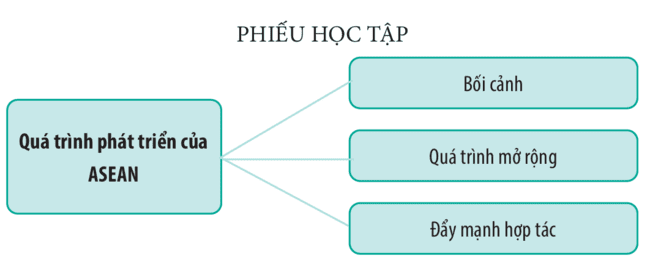 PHIẾU HỌC TẬP
Quá trình phát triển của
ASEAN
Bối cảnh
Quá trình mở rộng
Đẩy mạnh hợp tác